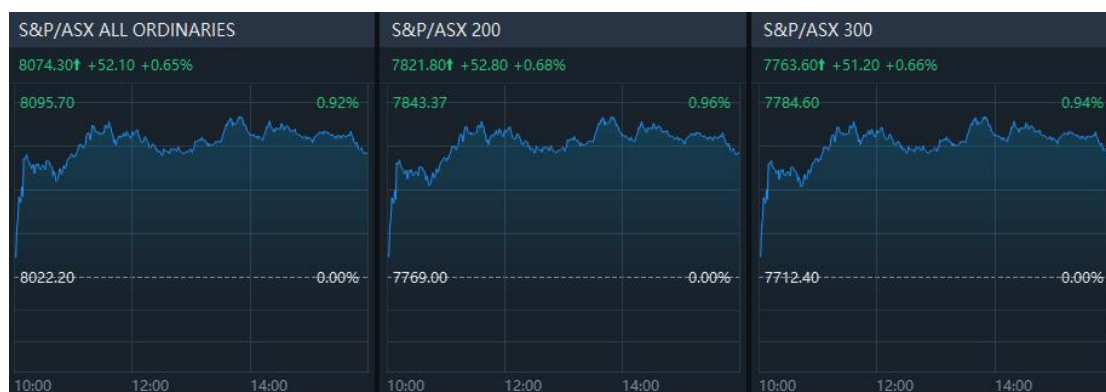 S&P/ASX ALL ORDINARIES
8074.30⬆ +52.10 +0.65%
8095.70 0.92%
8022.20 0.00%
10:00 12:00 14:00
S&P/ASX 200
7821.80⬆ +52.80 +0.68%
7843.37 0.96%
7769.00 0.00%
10:00 12:00 14:00
S&P/ASX 300
7763.60⬆ +51.20 +0.66%
7784.60 0.94%
7712.40 0.00%
10:00 12:00 14:00